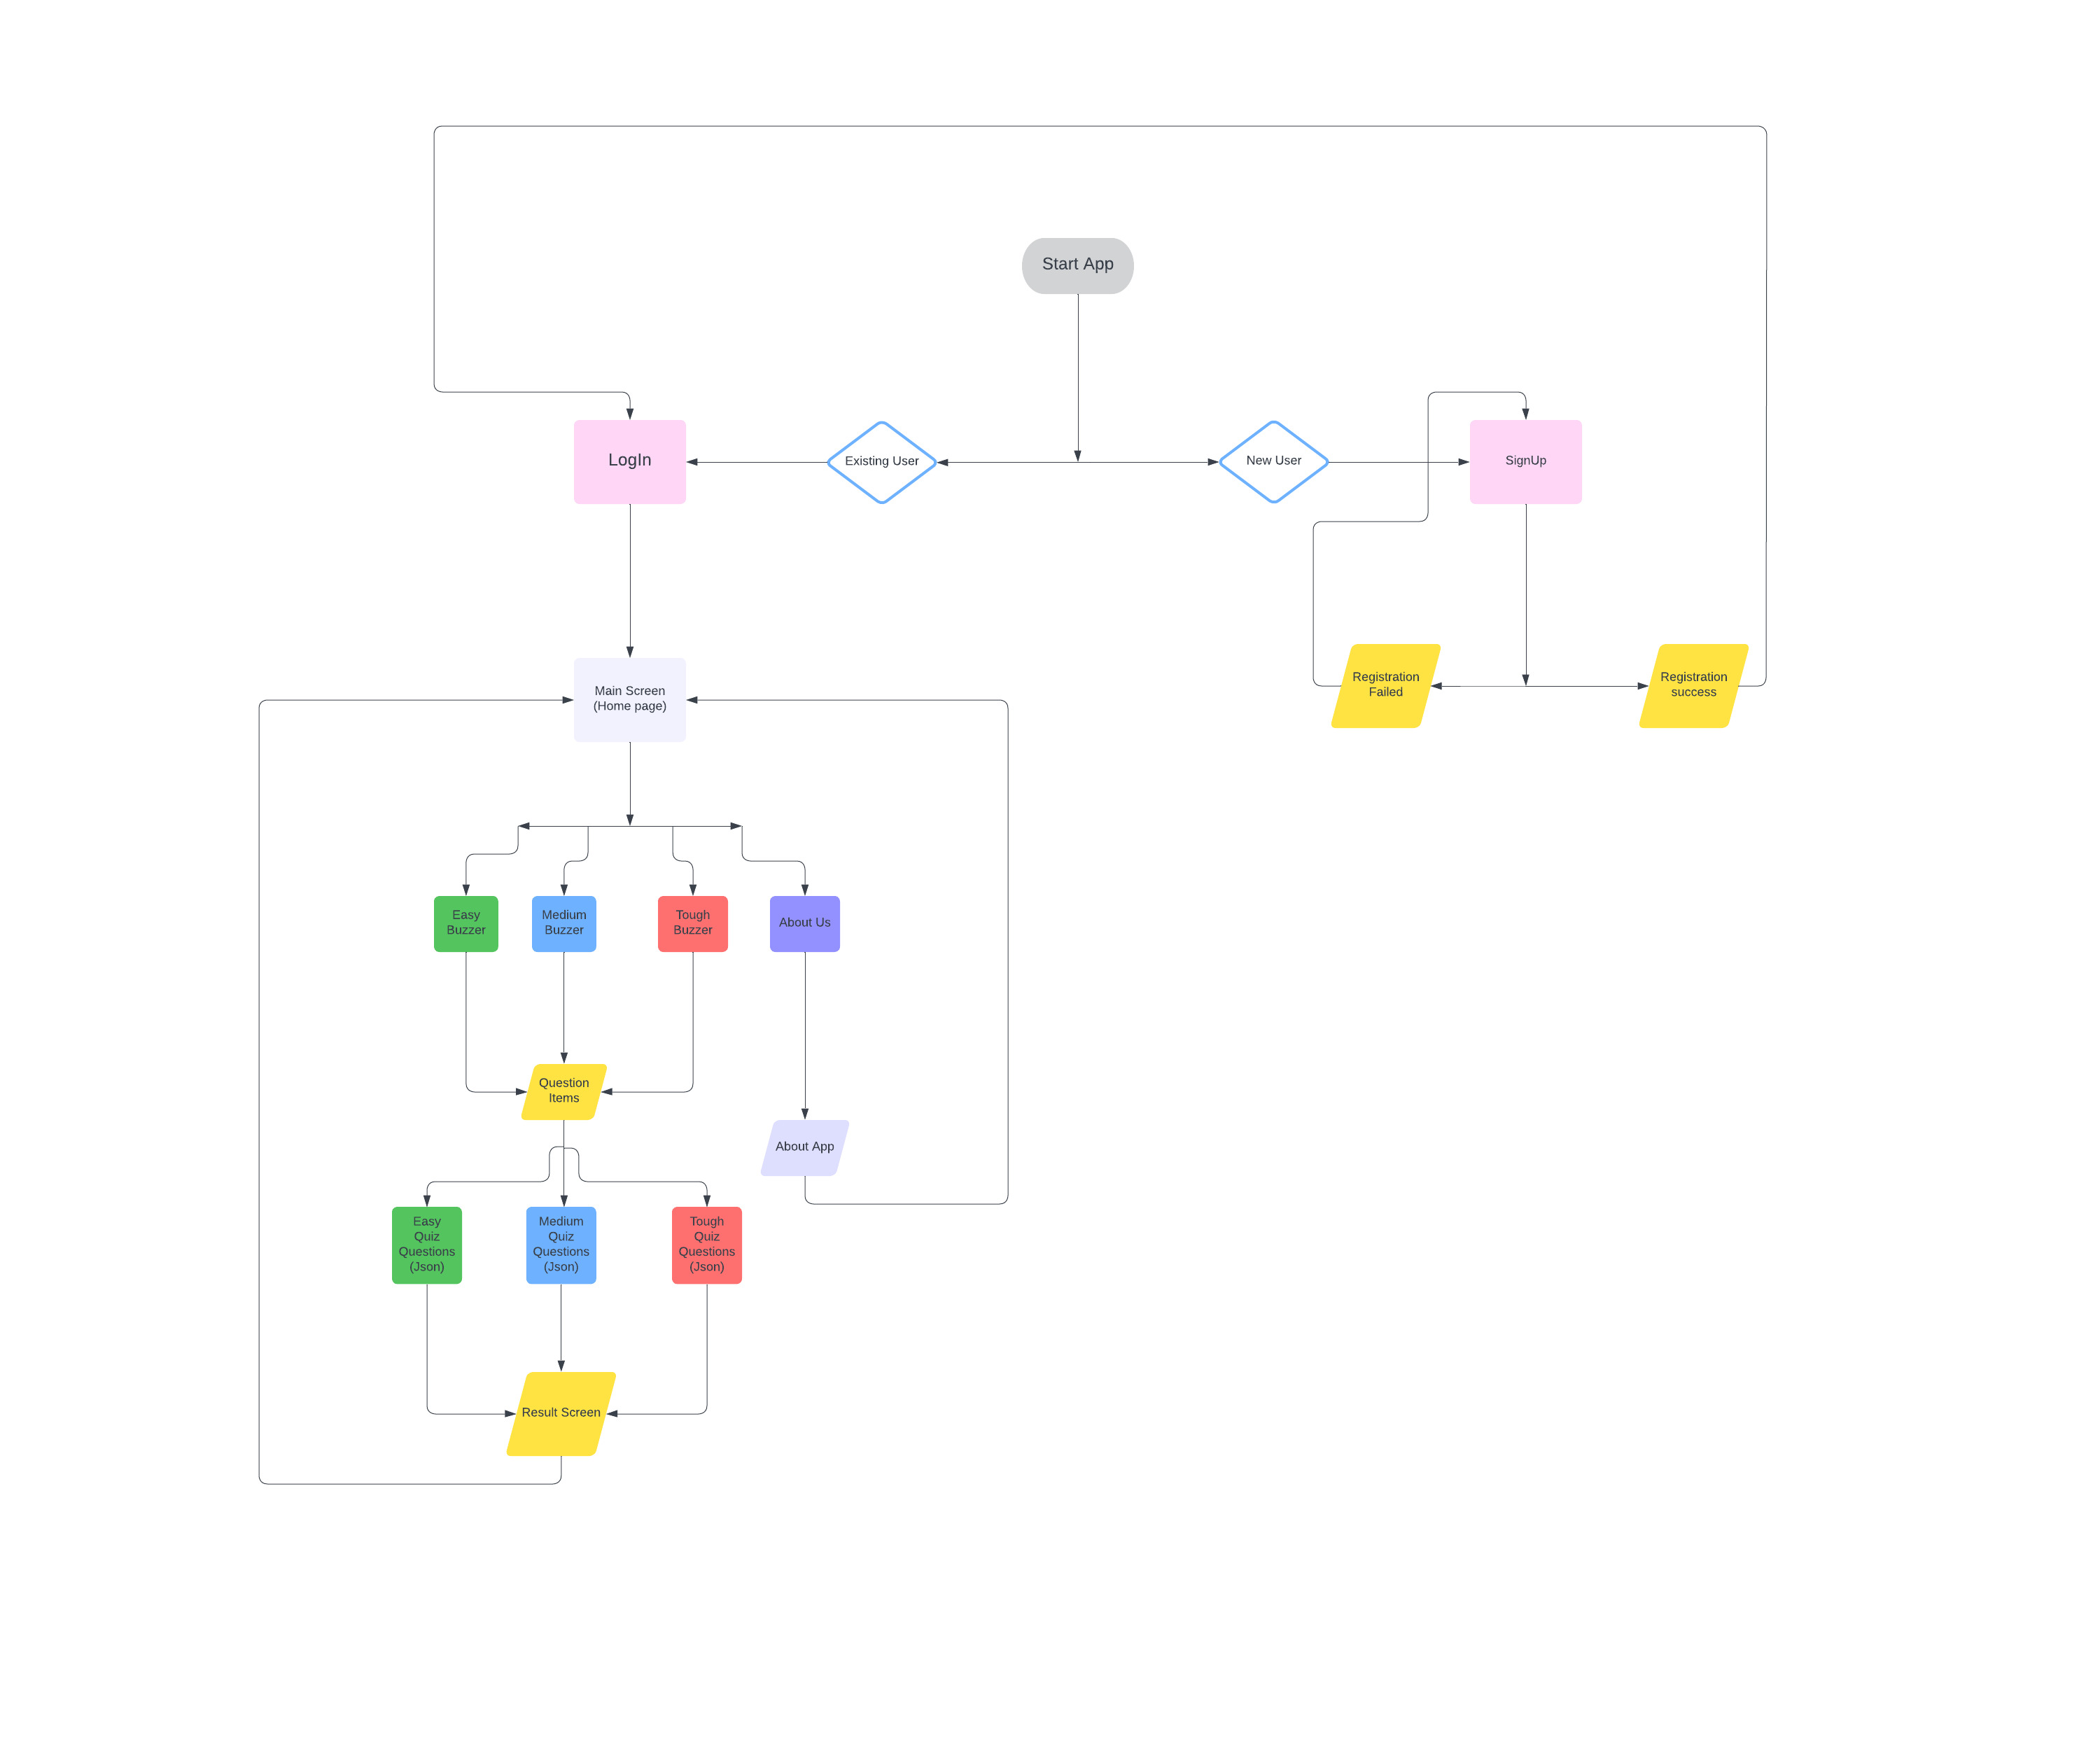 Start App
LogIn
Existing User
New User
SignUp
Main Screen
(Home page)
Registration
Failed
Registration
success
Easy
Buzzer
Medium
Buzzer
Tough
Buzzer
About Us
Question
Items
About App
Easy
Quiz
Questions
(Json)
Medium
Quiz
Questions
(Json)
Tough
Quiz
Questions
(Json)
Result Screen